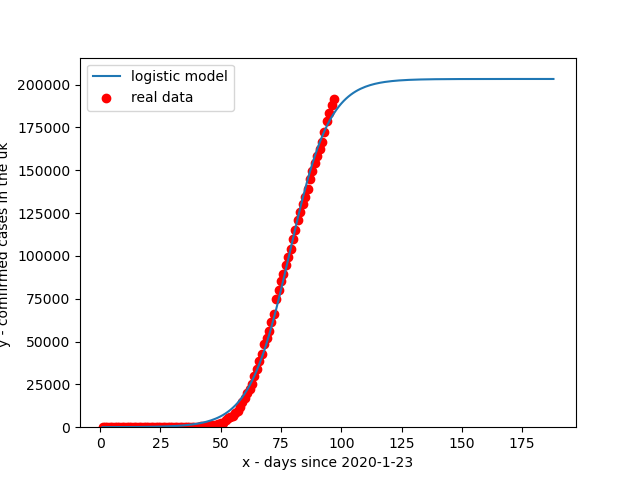 logistic model
real data
200000
175000
150000
125000
100000
75000
50000
25000
0
0 25 50 75 100 125 150 175
x - days since 2020-1-23
y - comfirmed cases in the uk